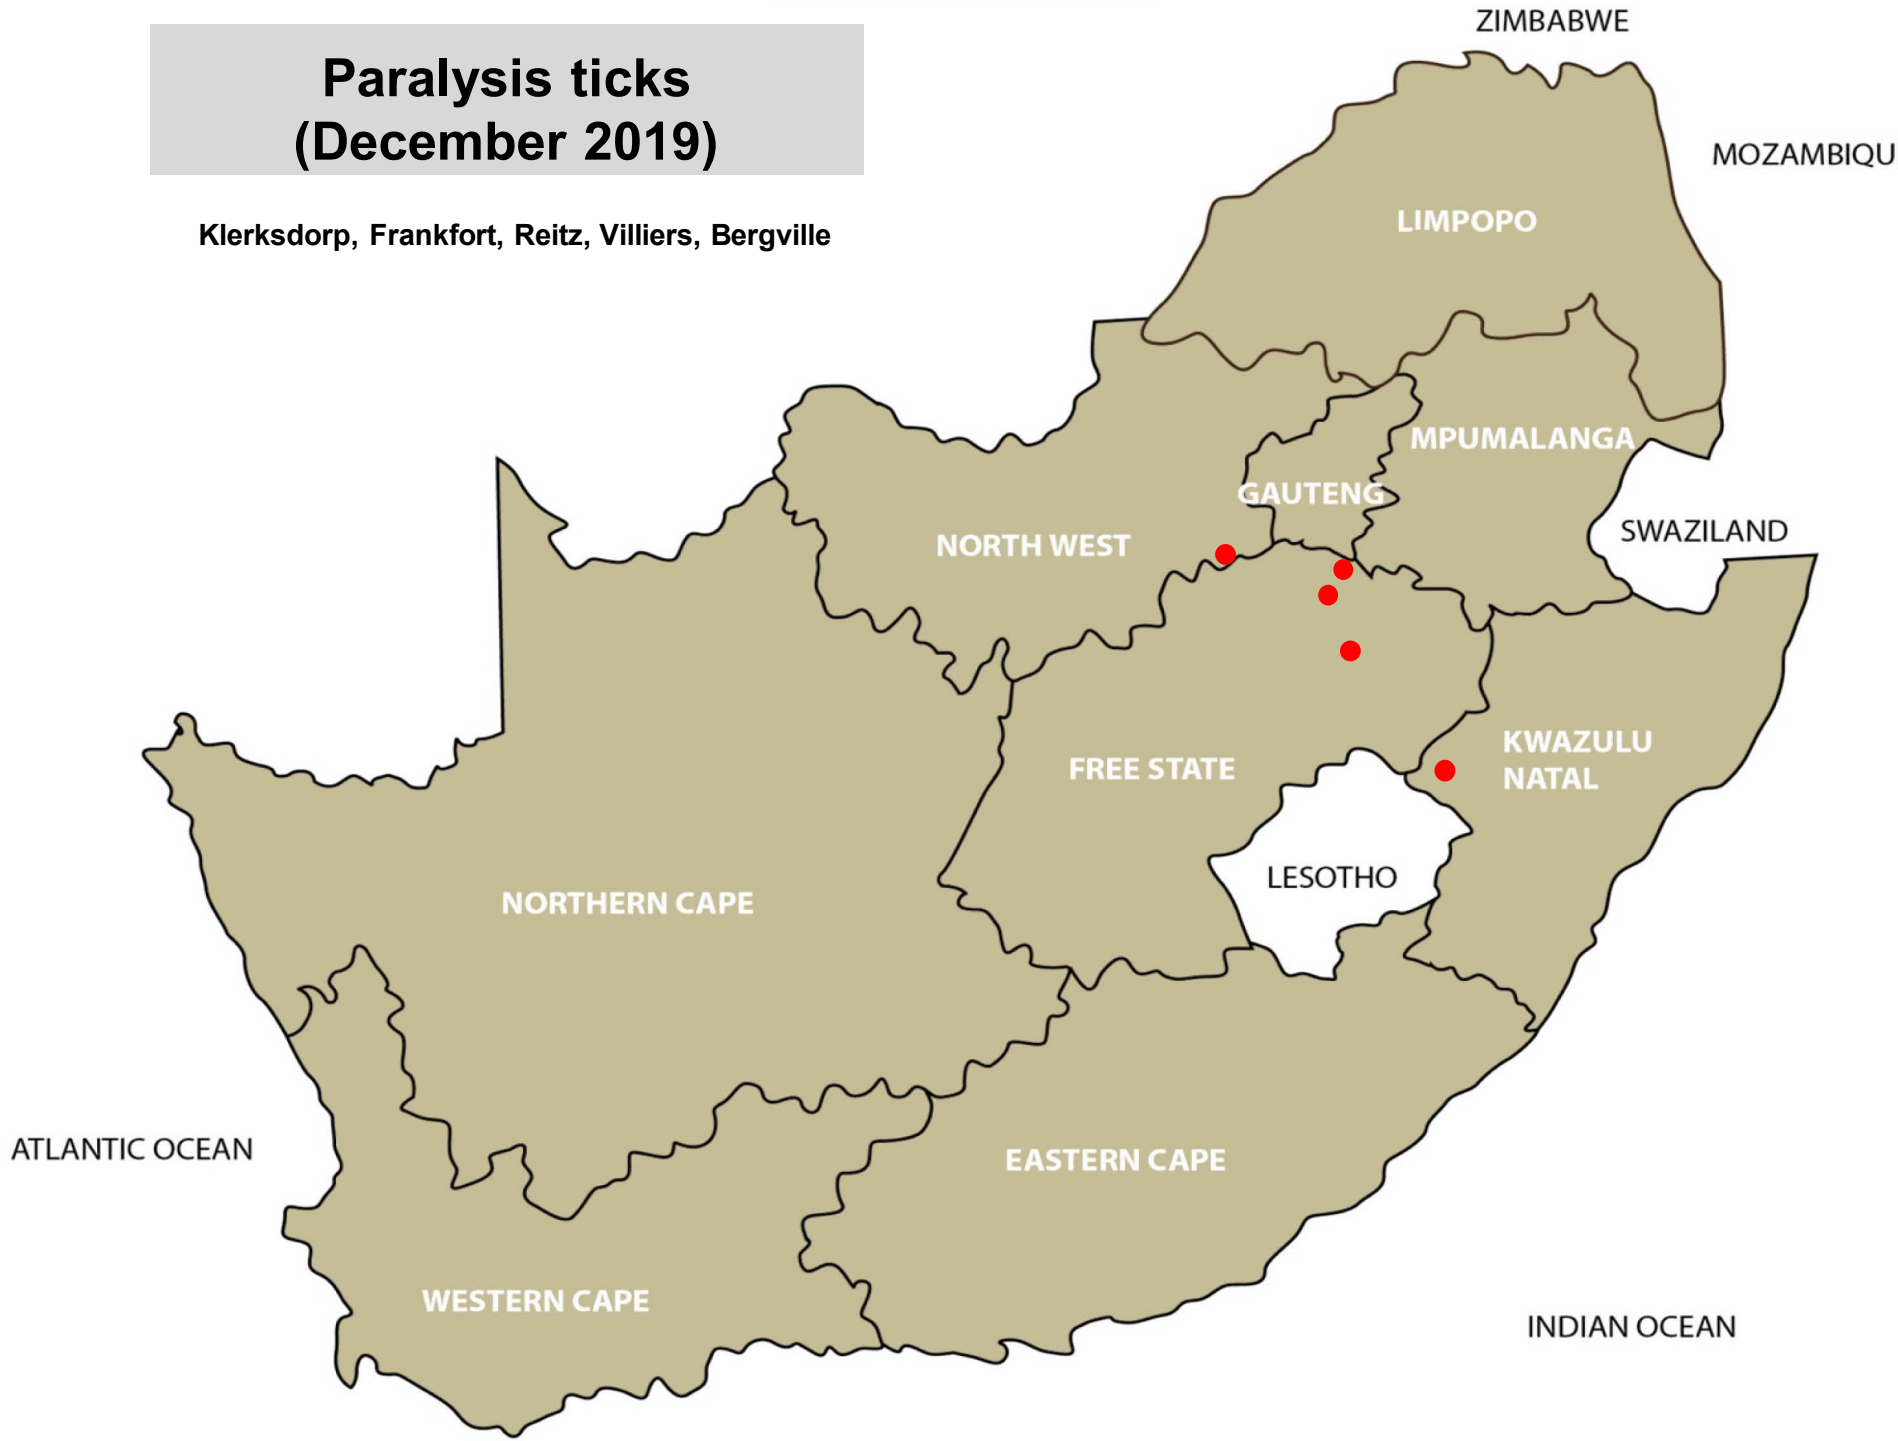 Paralysis ticks
(December 2019)
Klerksdorp, Frankfort, Reitz, Villiers, Bergville
ZIMBABWE
MOZAMBIQU
LIMPOPO
MPUMALANGA
GAUTENG
SWAZILAND
NORTH WEST
KWAZULU
NATAL
FREE STATE
LESOTHO
NORTHERN CAPE
ATLANTIC OCEAN
EASTERN CAPE
WESTERN CAPE
INDIAN OCEAN